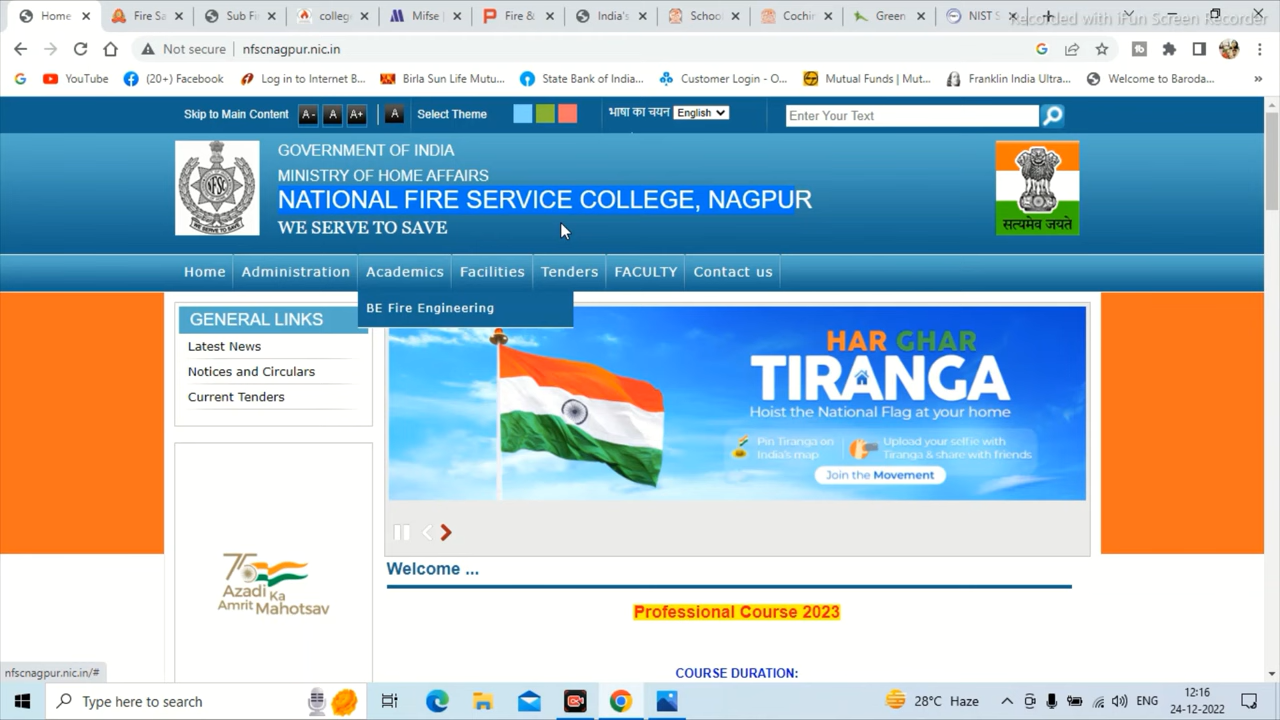 Home
Fire Sa
Sub Fi
college
Mifse |
Fire &
India's
School
Cochin
Green
NIST S
Recorded with iFun Screen Recorder
Not secure | nfscnagpur.nic.in
YouTube
(20+) Facebook
Log in to Internet B...
Birla Sun Life Mutu...
State Bank of India...
Customer Login - O...
Mutual Funds | Mut...
Franklin India Ultra...
Welcome to Baroda...
»
Skip to Main Content
A-
A
A+
A
Select Theme
भाषा का चयन
English
Enter Your Text
GOVERNMENT OF INDIA
MINISTRY OF HOME AFFAIRS
NATIONAL FIRE SERVICE COLLEGE, NAGPUR
WE SERVE TO SAVE
NFSC
सत्यमेव जयते
Home
Administration
Academics
Facilities
Tenders
FACULTY
Contact us
BE Fire Engineering
GENERAL LINKS
Latest News
Notices and Circulars
Current Tenders
HAR GHAR
TIRANGA
Hoist the National Flag at your home
Pin Tiranga on
India's map
Upload your selfie with
Tiranga & share with friends
Join the Movement
75
Azadi Ka
Amrit Mahotsav
Welcome ...
Professional Course 2023
COURSE DURATION:
nfscnagpur.nic.in/#
Type here to search
28°C Haze
ENG
12:16
24-12-2022